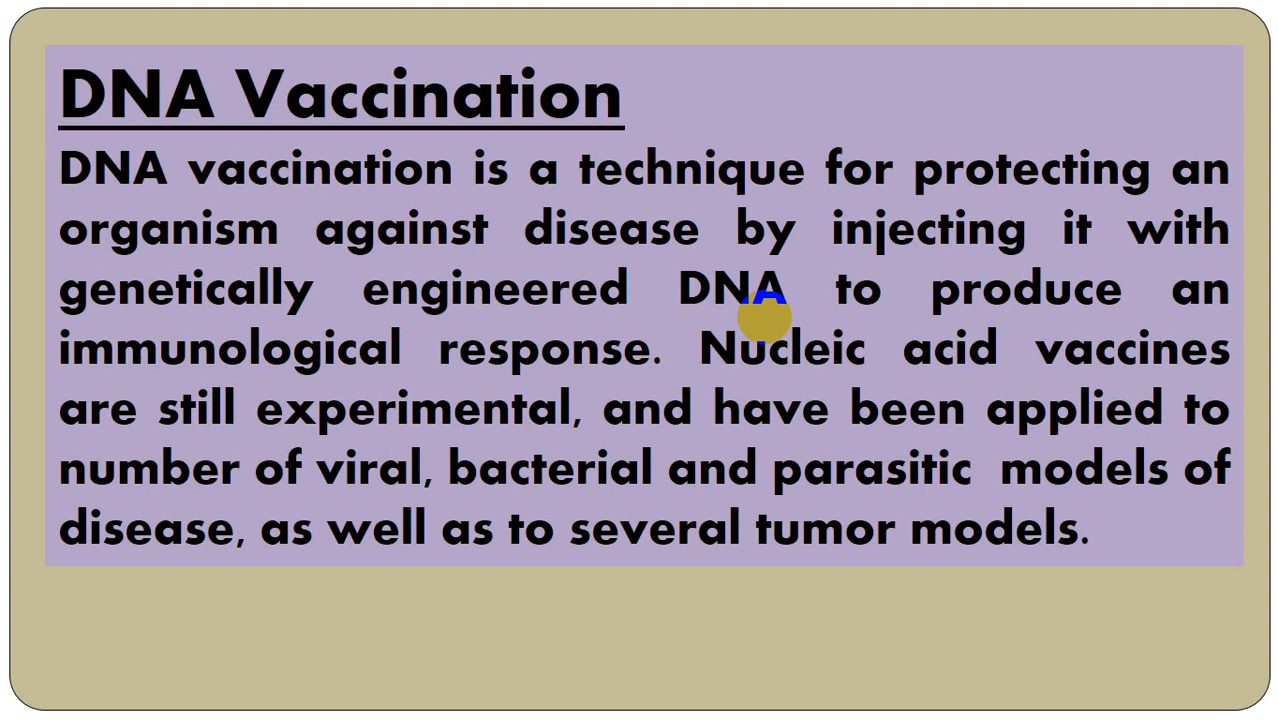 DNA Vaccination
DNA vaccination is a technique for protecting an
organism against disease by injecting it with
genetically engineered DNA to produce an
immunological response. Nucleic acid vaccines
are still experimental, and have been applied to
number of viral, bacterial and parasitic models of
disease, as well as to several tumor models.